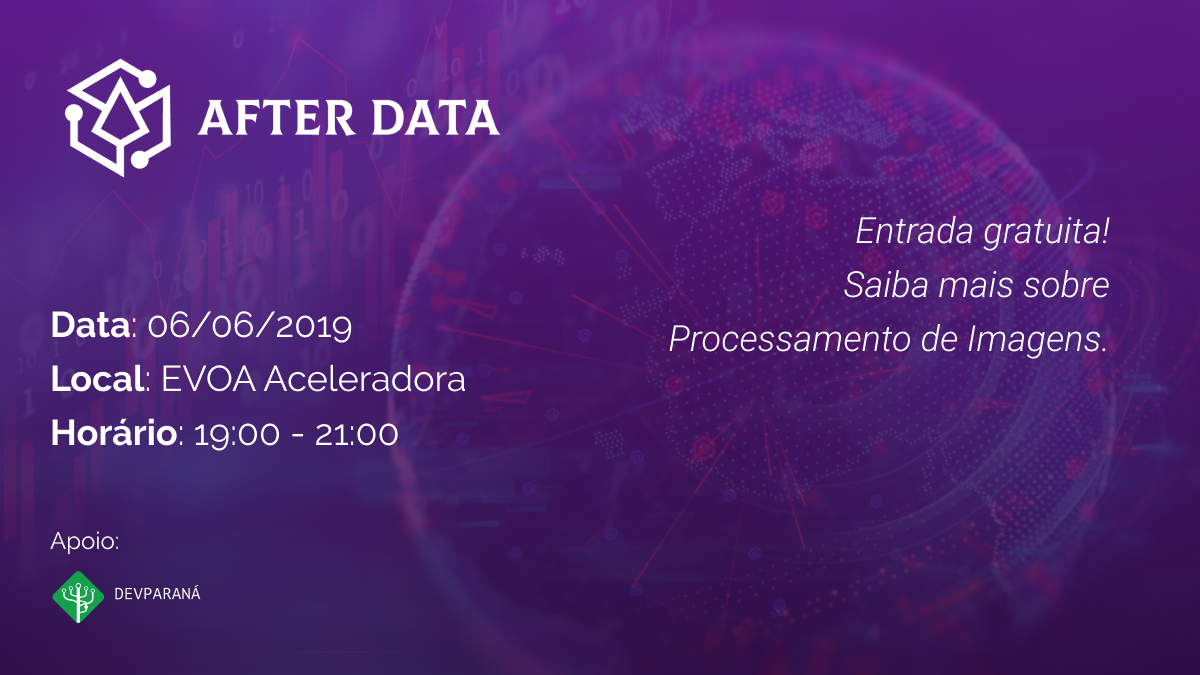 AFTER DATA
Entrada gratuita!
Saiba mais sobre
Processamento de Imagens.
Data: 06/06/2019
Local: EVOA Aceleradora
Horário: 19:00 - 21:00
Apoio:
DEVPARANÁ